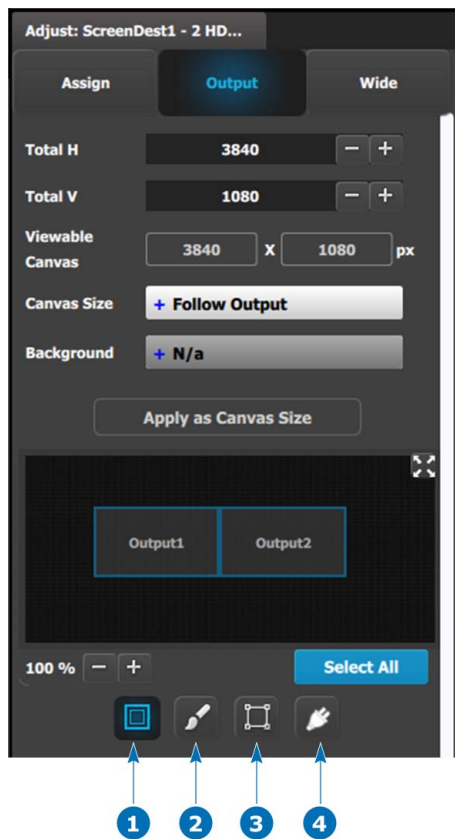 Adjust: ScreenDest1 - 2 HD...
Assign Output Wide
Total H 3840 − +
Total V 1080 − +
Viewable Canvas 3840 X 1080 px
Canvas Size + Follow Output
Background + N/a
Apply as Canvas Size
Output1 Output2
100 % − + Select All
1 2 3 4